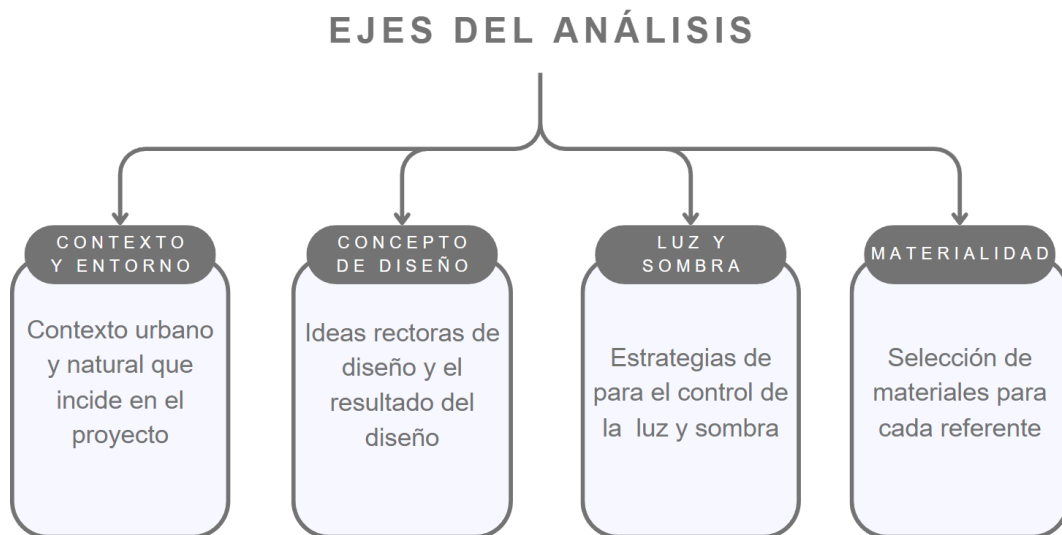 EJES DEL ANÁLISIS
CONTEXTO
Y ENTORNO
Contexto urbano
y natural que
incide en el
proyecto
CONCEPTO
DE DISEÑO
Ideas rectoras de
diseño y el
resultado del
diseño
LUZ Y
SOMBRA
Estrategias de
para el control de
la luz y sombra
MATERIALIDAD
Selección de
materiales para
cada referente